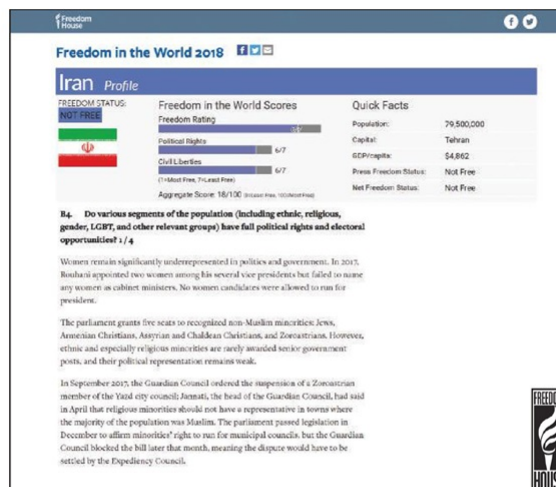 Freedom
House
Freedom in the World 2018
Iran Profile
FREEDOM STATUS:
NOT FREE
Freedom in the World Scores
Freedom Rating
Political Rights
6/7
Civil Liberties
6/7
(1=Most Free, 7=Least Free)
Aggregate Score: 18/100 (0=Least Free, 100=Most Free)
Quick Facts
Population: 79,500,000
Capital: Tehran
GDP/capita: $4,862
Press Freedom Status: Not Free
Net Freedom Status: Not Free
B4. Do various segments of the population (including ethnic, religious,
gender, LGBT, and other relevant groups) have full political rights and electoral
opportunities? 1 / 4
Women remain significantly underrepresented in politics and government. In 2017,
Rouhani appointed two women among his several vice presidents but failed to name
any women as cabinet ministers. No women candidates were allowed to run for
president.
The parliament grants five seats to recognized non-Muslim minorities: Jews,
Armenian Christians, Assyrian and Chaldean Christians, and Zoroastrians. However,
ethnic and especially religious minorities are rarely awarded senior government
posts, and their political representation remains weak.
In September 2017, the Guardian Council ordered the suspension of a Zoroastrian
member of the Yazd city council; Jannati, the head of the Guardian Council, had said
in April that religious minorities should not have a representative in towns where
the majority of the population was Muslim. The parliament passed legislation in
December to affirm minorities' right to run for municipal councils, but the Guardian
Council blocked the bill later that month, meaning the dispute would have to be
settled by the Expediency Council.
FREEDOM
HOUSE